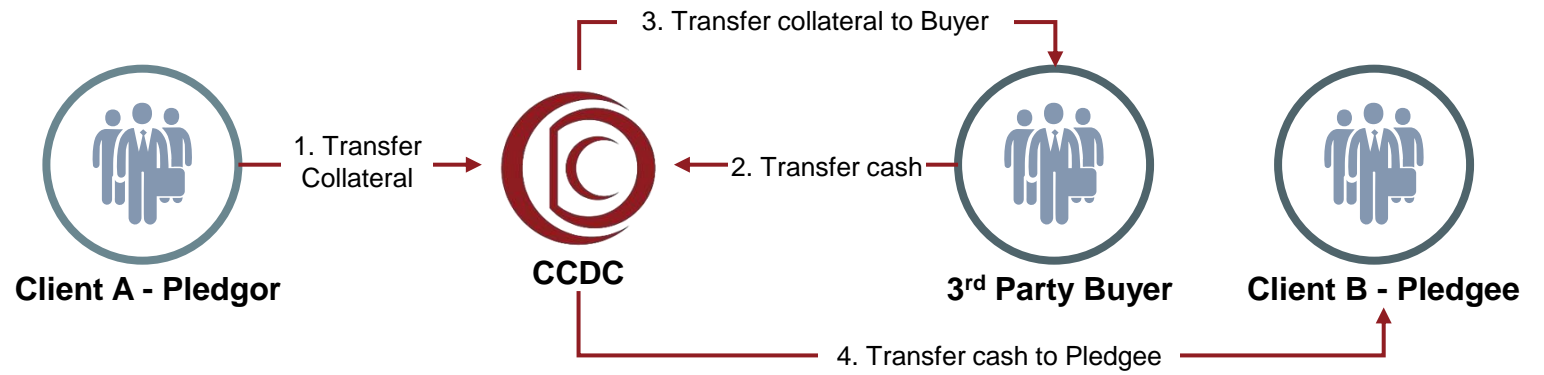 3. Transfer collateral to Buyer
1. Transfer
Collateral
2. Transfer cash
Client A - Pledgor
CCDC
3rd Party Buyer
Client B - Pledgee
4. Transfer cash to Pledgee